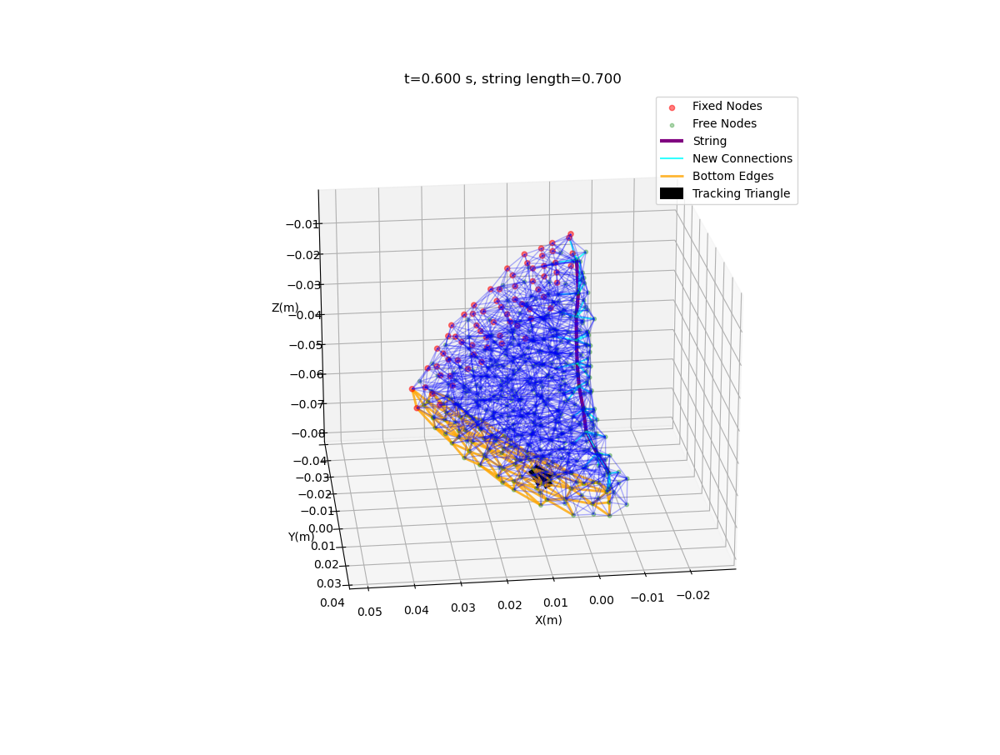 t=0.600 s, string length=0.700
Fixed Nodes
Free Nodes
String
New Connections
Bottom Edges
Tracking Triangle
−0.01
−0.02
−0.03
Z(m)
−0.04
−0.05
−0.06
−0.07
−0.08
−0.04
−0.03
−0.02
−0.01
0.00
Y(m)
0.01
0.02
0.03
0.04
0.05
0.04
0.03
0.02
0.01
0.00
−0.01
−0.02
X(m)